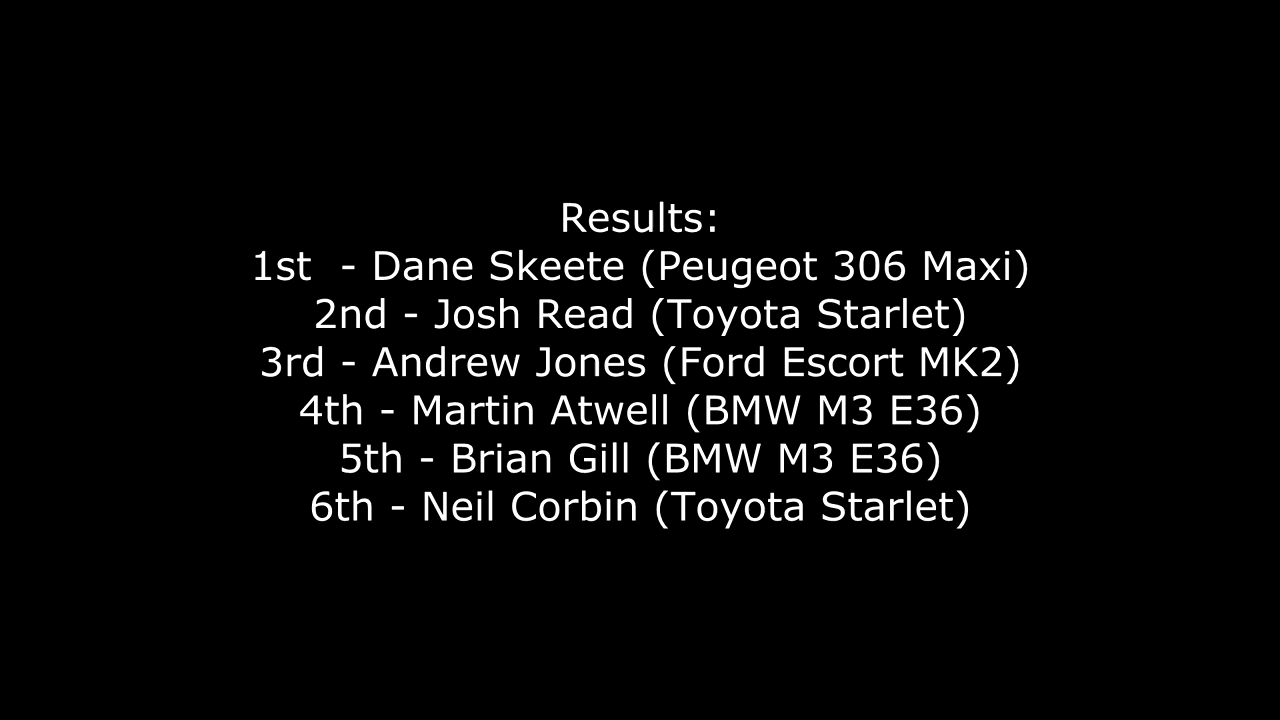 Results:
1st  - Dane Skeete (Peugeot 306 Maxi)
2nd - Josh Read (Toyota Starlet)
3rd - Andrew Jones (Ford Escort MK2)
4th - Martin Atwell (BMW M3 E36)
5th - Brian Gill (BMW M3 E36)
6th - Neil Corbin (Toyota Starlet)